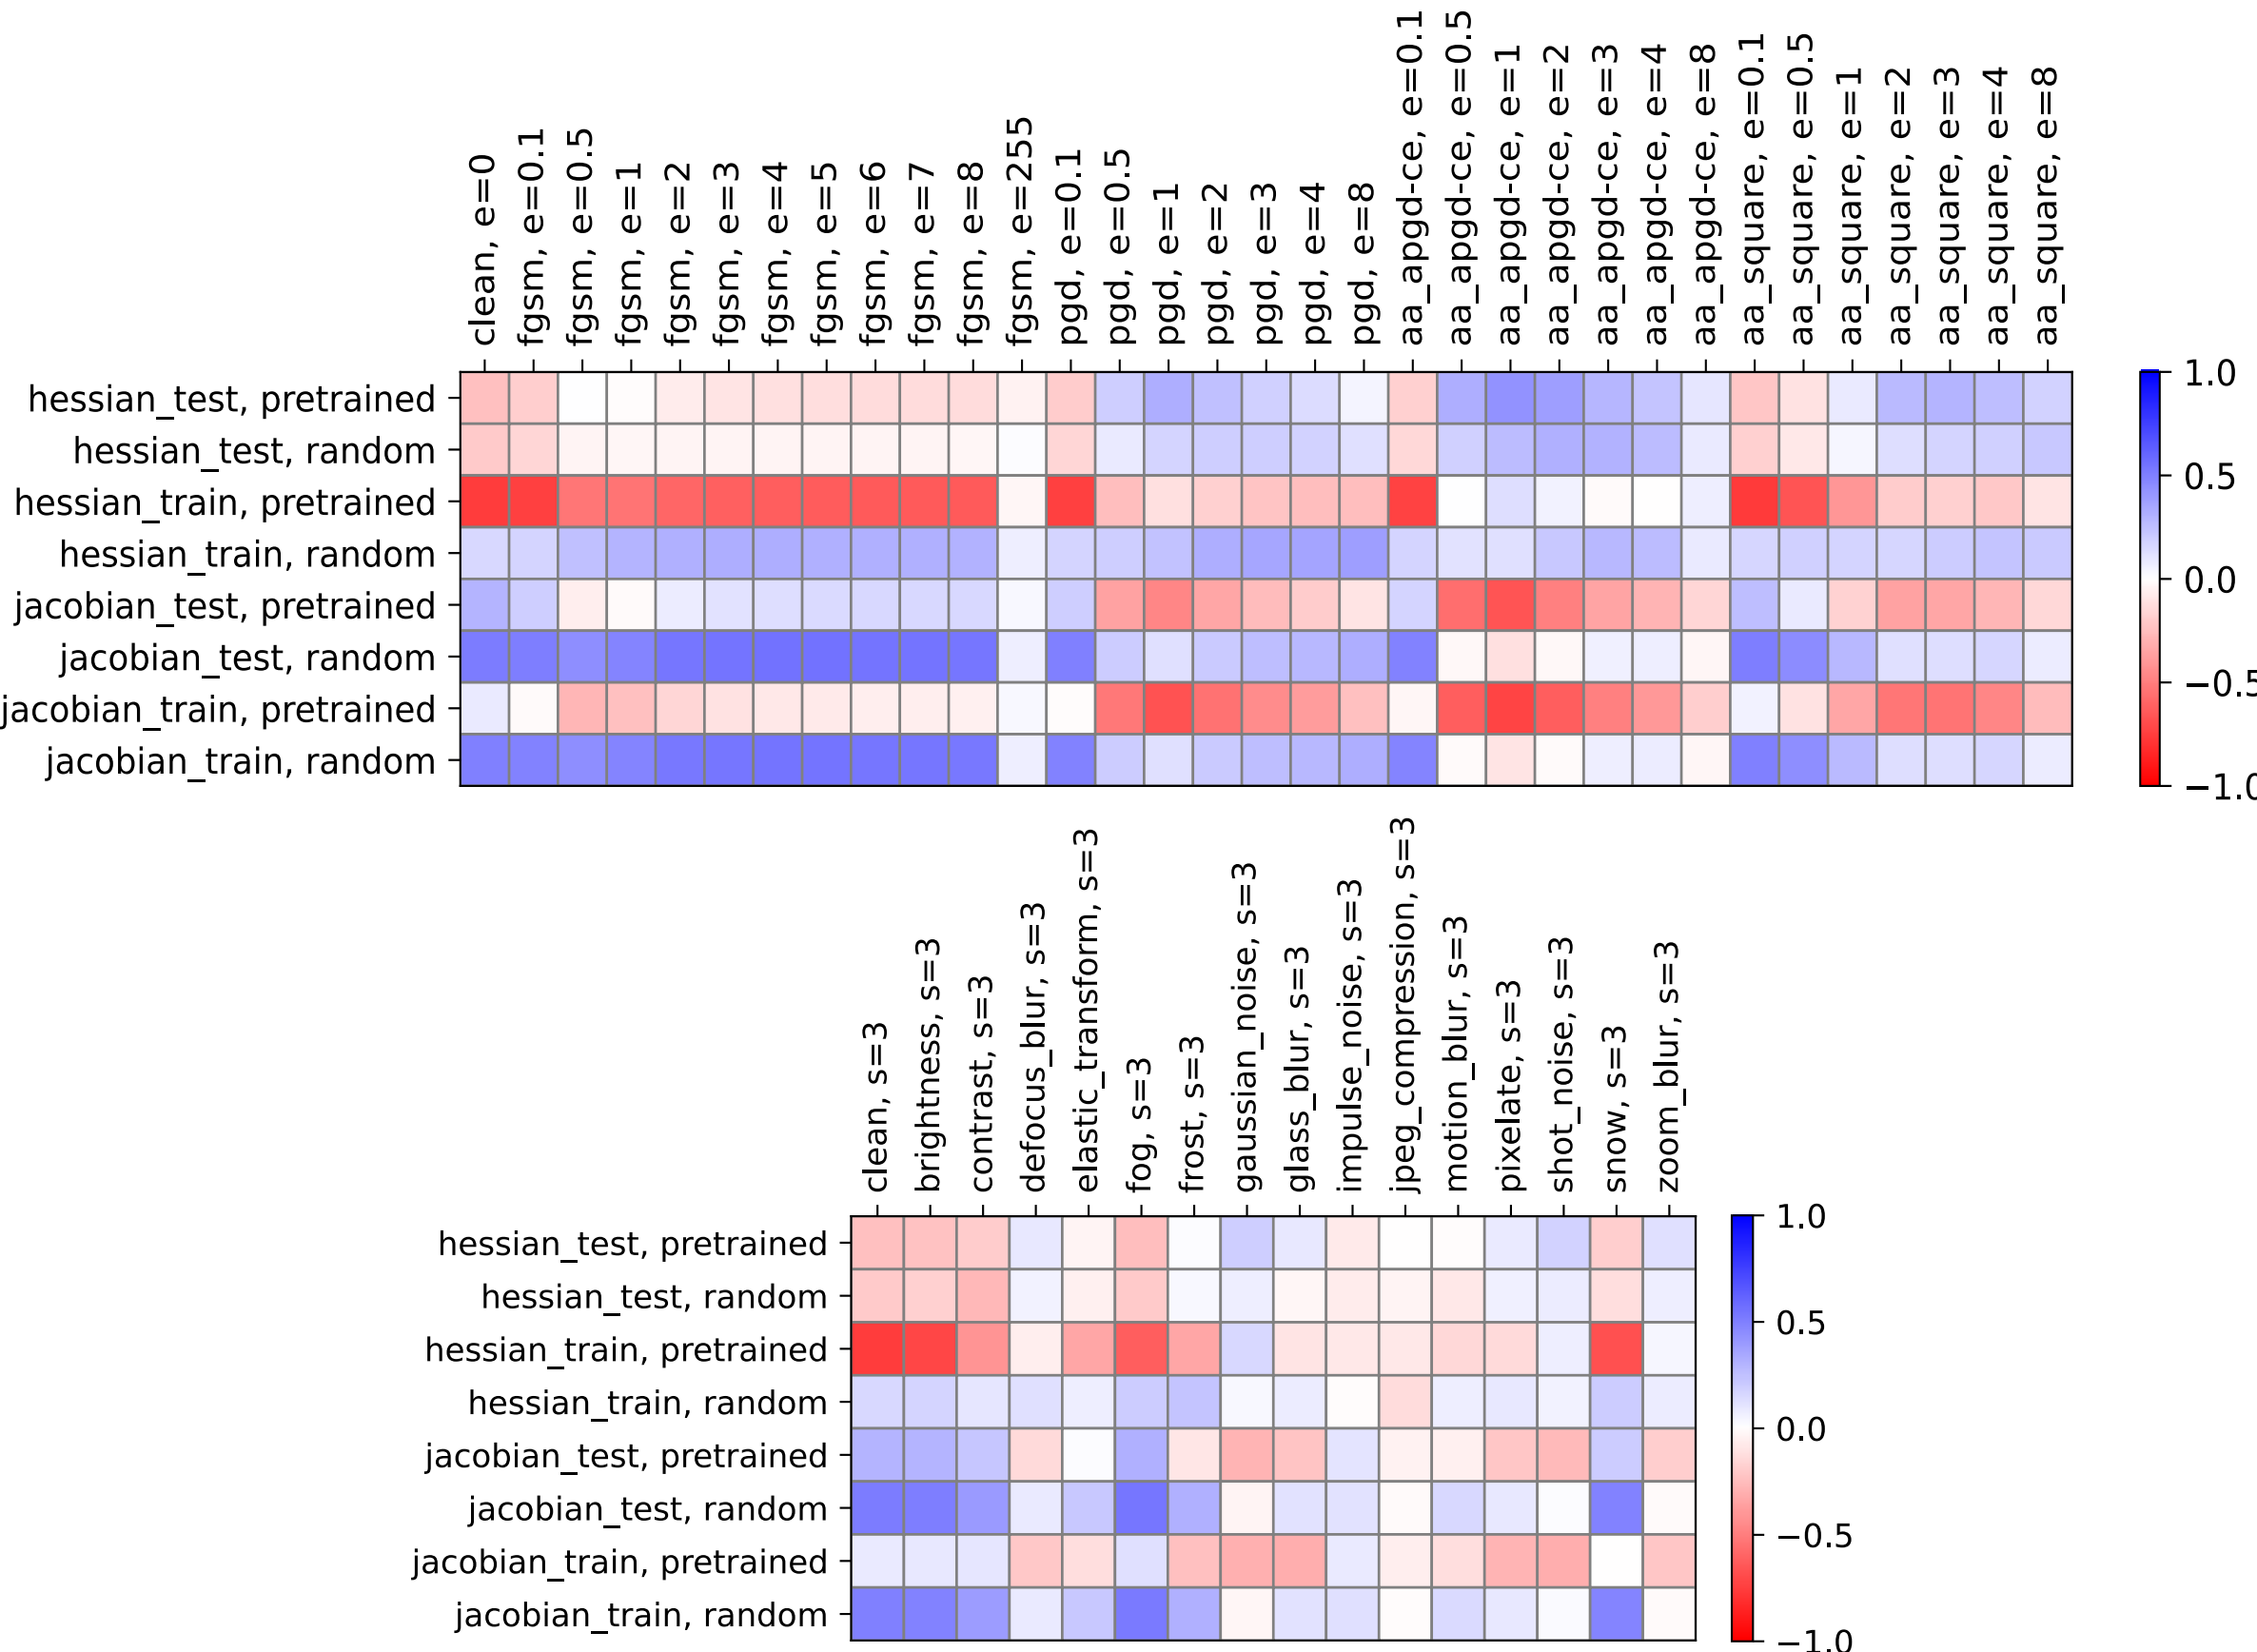 clean, e=0
fgsm, e=0.1
fgsm, e=0.5
fgsm, e=1
fgsm, e=2
fgsm, e=3
fgsm, e=4
fgsm, e=5
fgsm, e=6
fgsm, e=7
fgsm, e=8
fgsm, e=255
pgd, e=0.1
pgd, e=0.5
pgd, e=1
pgd, e=2
pgd, e=3
pgd, e=4
pgd, e=8
aa_apgd-ce, e=0.1
aa_apgd-ce, e=0.5
aa_apgd-ce, e=1
aa_apgd-ce, e=2
aa_apgd-ce, e=3
aa_apgd-ce, e=4
aa_apgd-ce, e=8
aa_square, e=0.1
aa_square, e=0.5
aa_square, e=1
aa_square, e=2
aa_square, e=3
aa_square, e=4
aa_square, e=8
hessian_test, pretrained
hessian_test, random
hessian_train, pretrained
hessian_train, random
jacobian_test, pretrained
jacobian_test, random
jacobian_train, pretrained
jacobian_train, random
1.0
0.5
0.0
−0.5
−1.0
clean, s=3
brightness, s=3
contrast, s=3
defocus_blur, s=3
elastic_transform, s=3
fog, s=3
frost, s=3
gaussian_noise, s=3
glass_blur, s=3
impulse_noise, s=3
jpeg_compression, s=3
motion_blur, s=3
pixelate, s=3
shot_noise, s=3
snow, s=3
zoom_blur, s=3
hessian_test, pretrained
hessian_test, random
hessian_train, pretrained
hessian_train, random
jacobian_test, pretrained
jacobian_test, random
jacobian_train, pretrained
jacobian_train, random
1.0
0.5
0.0
−0.5
−1.0